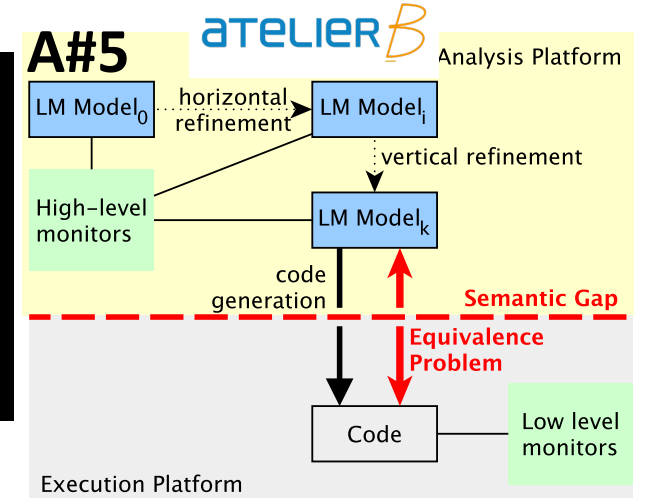 A#5
ATELIER B
Analysis Platform
LM Model0
horizontal
refinement
LM Modeli
vertical refinement
High-level
monitors
LM Modelk
code
generation
Semantic Gap
Equivalence
Problem
Code
Low level
monitors
Execution Platform